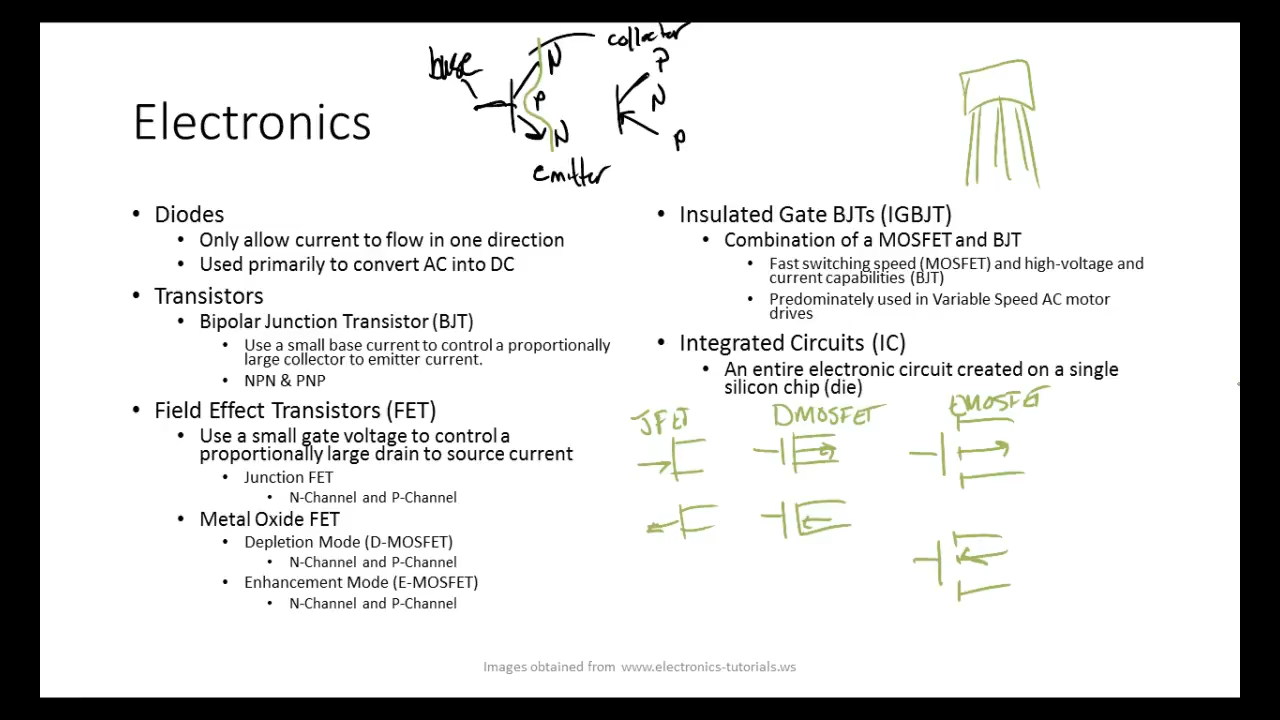 base
collector
N
P
N
emitter
P
N
P
Electronics
• Diodes
• Only allow current to flow in one direction
• Used primarily to convert AC into DC
• Transistors
• Bipolar Junction Transistor (BJT)
• Use a small base current to control a proportionally
large collector to emitter current.
• NPN & PNP
• Field Effect Transistors (FET)
• Use a small gate voltage to control a
proportionally large drain to source current
• Junction FET
• N-Channel and P-Channel
• Metal Oxide FET
• Depletion Mode (D-MOSFET)
• N-Channel and P-Channel
• Enhancement Mode (E-MOSFET)
• N-Channel and P-Channel
• Insulated Gate BJTs (IGBJT)
• Combination of a MOSFET and BJT
• Fast switching speed (MOSFET) and high-voltage and
current capabilities (BJT)
• Predominately used in Variable Speed AC motor
drives
• Integrated Circuits (IC)
• An entire electronic circuit created on a single
silicon chip (die)
JFET
DMOSFET
EMOSFET
Images obtained from www.electronics-tutorials.ws